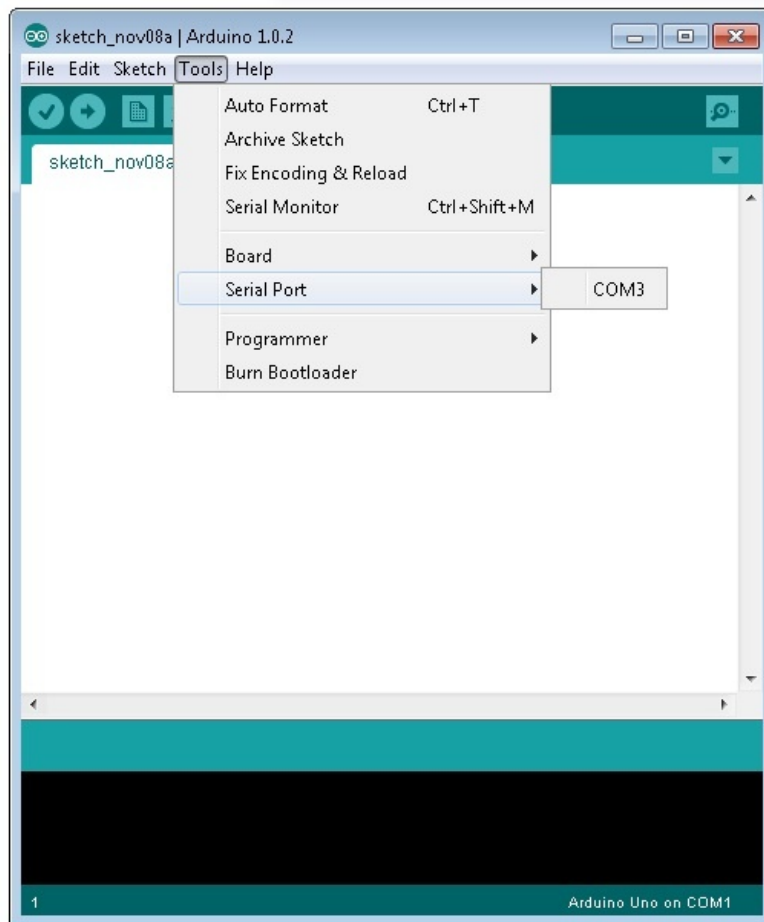 sketch_nov08a | Arduino 1.0.2
File Edit Sketch Tools Help
sketch_nov08a
Auto Format Ctrl+T
Archive Sketch
Fix Encoding & Reload
Serial Monitor Ctrl+Shift+M
Board
Serial Port
COM3
Programmer
Burn Bootloader
1 Arduino Uno on COM1